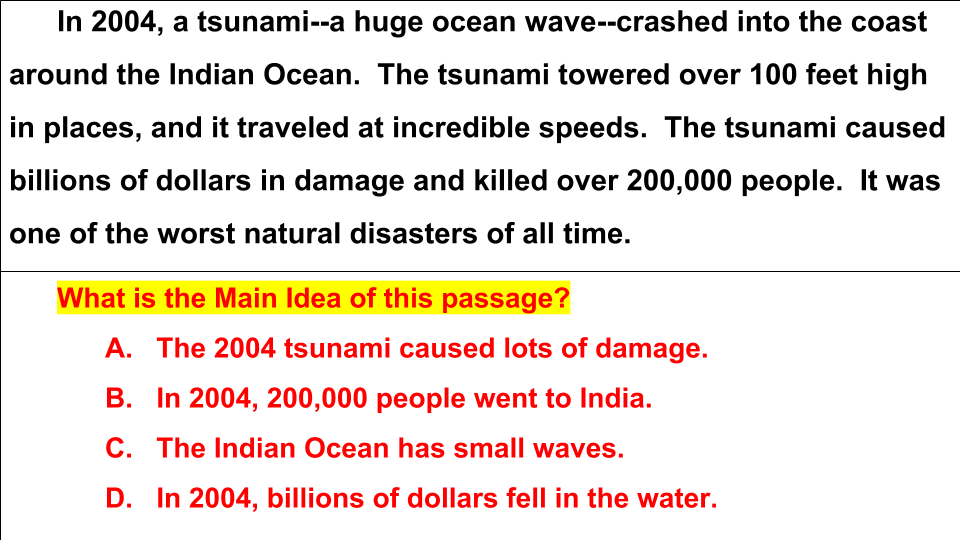 In 2004, a tsunami--a huge ocean wave--crashed into the coast
around the Indian Ocean.  The tsunami towered over 100 feet high
in places, and it traveled at incredible speeds.  The tsunami caused
billions of dollars in damage and killed over 200,000 people.  It was
one of the worst natural disasters of all time.
What is the Main Idea of this passage?
A. The 2004 tsunami caused lots of damage.
B. In 2004, 200,000 people went to India.
C. The Indian Ocean has small waves.
D. In 2004, billions of dollars fell in the water.